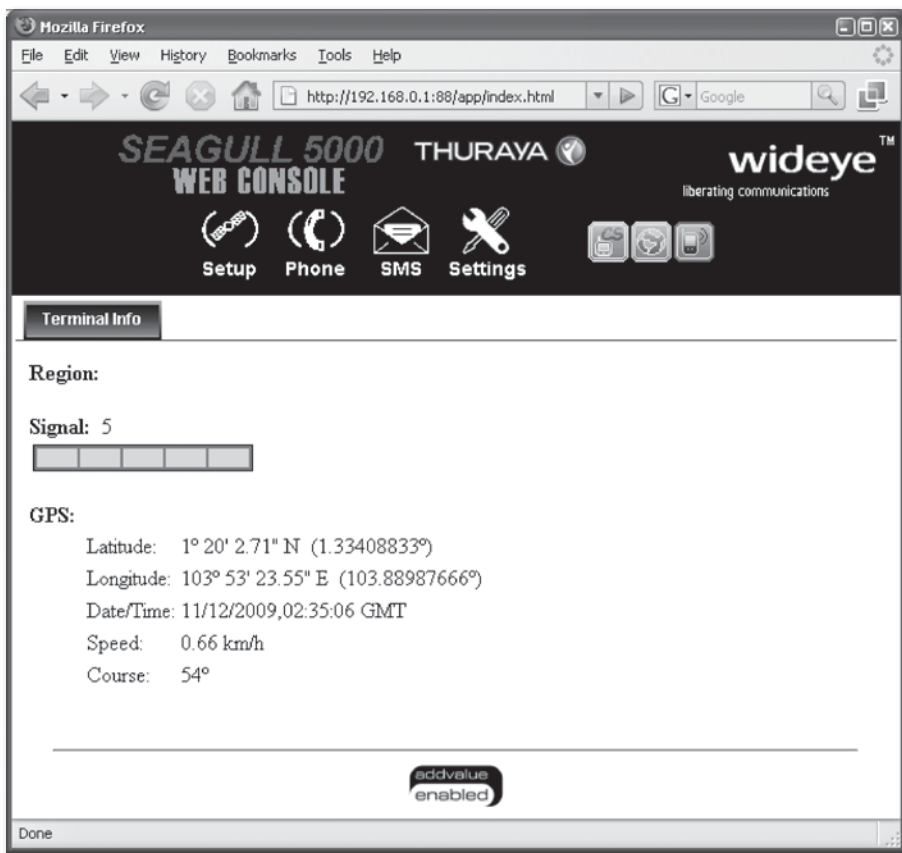 Mozilla Firefox
File Edit View History Bookmarks Tools Help
http://192.168.0.1:88/app/index.html G Google
SEAGULL 5000 THURAYA
WEB CONSOLE
wideye™
liberating communications
Setup Phone SMS Settings
CS
Terminal Info
Region:
Signal: 5
GPS:
Latitude: 1º 20' 2.71" N (1.33408833º)
Longitude: 103º 53' 23.55" E (103.88987666º)
Date/Time: 11/12/2009,02:35:06 GMT
Speed: 0.66 km/h
Course: 54º
addvalue
enabled
Done